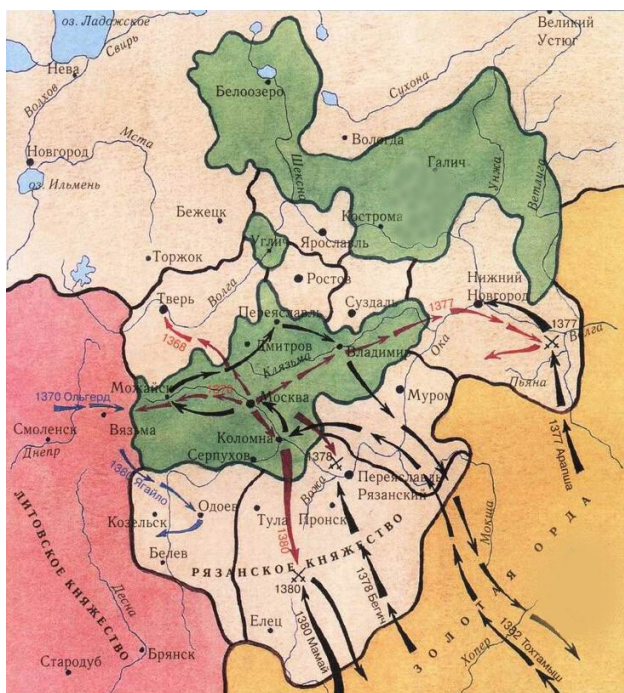 оз. Ладожское
Свирь
Нева
Волхов
Великий
Устюг
Белоозеро
Сухона
Мста
Вологда
Новгород
оз. Ильмень
Шексна
Галич
Унжа
Ветлуга
Бежецк
Кострома
Углич
Ярославль
Торжок
Ростов
Волга
Тверь
Переяславль
Суздаль
Нижний
Новгород
1377
1377
Волга
1368
Дмитров
Клязьма
Владимир
Ока
Пьяна
Можайск
Москва
Муром
1370 Ольгерд
Вязьма
Смоленск
Днепр
Коломна
Серпухов
1378
Вожа
Переяславль
Рязанский
1377 Арапша
1380 Ягайло
Одоев
Козельск
Тула
Пронск
Мокша
Белев
1380
РЯЗАНСКОЕ КНЯЖЕСТВО
ЛИТОВСКОЕ КНЯЖЕСТВО
Десна
1380
Елец
1380 Мамай
1378 Бегич
ЗОЛОТАЯ ОРДА
Хопер
1392 Тохтамыш
Стародуб
Брянск